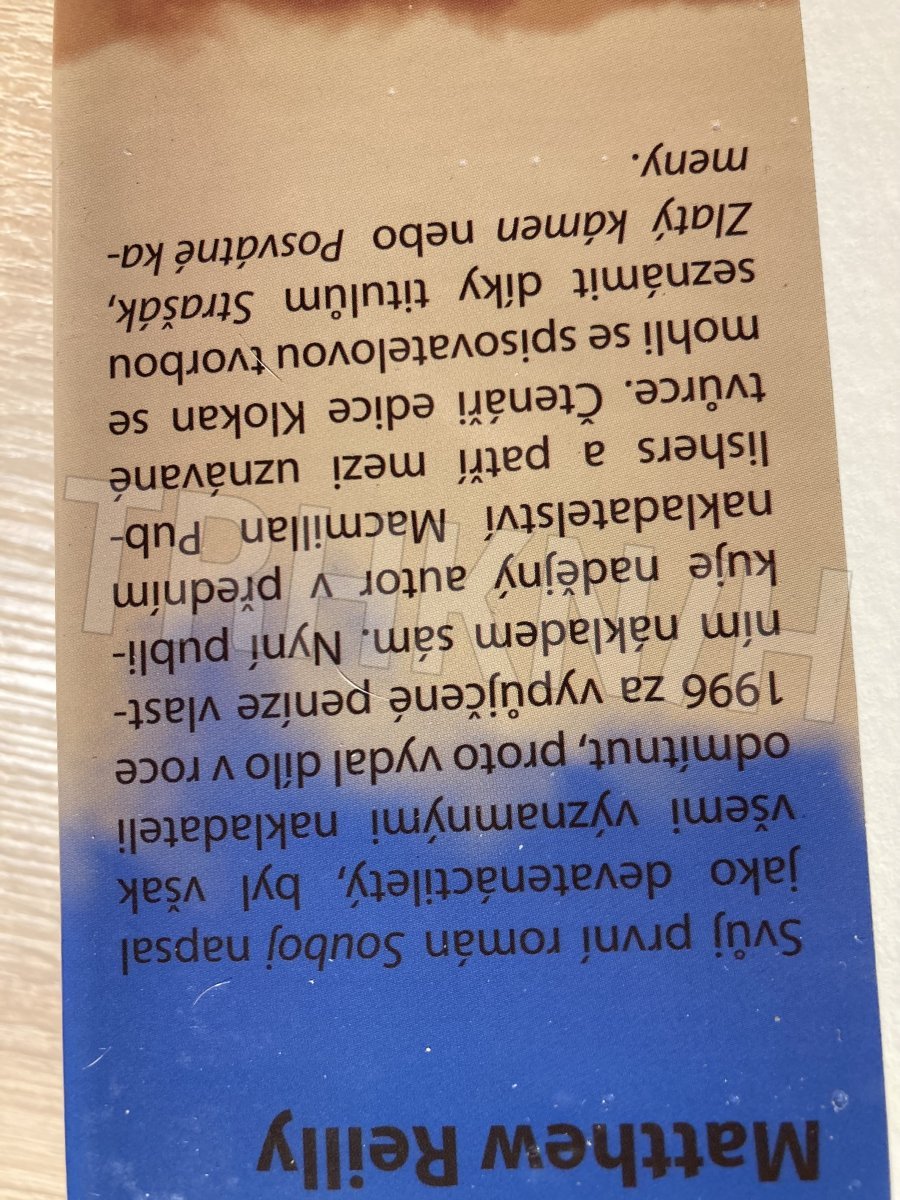 Matthew Reilly
Svůj první román Souboj napsal
jako devatenáctiletý, byl však
všemi významnými nakladateli
odmítnut, proto vydal dílo v roce
1996 za vypůjčené peníze vlast-
ním nákladem sám. Nyní publi-
kuje nadějný autor v předním
nakladatelství Macmillan Pub-
lishers a patří mezi uznávané
tvůrce. Čtenáři edice Klokan se
mohli se spisovatelovou tvorbou
seznámit díky titulům Strašák,
Zlatý kámen nebo Posvátné ka-
meny.